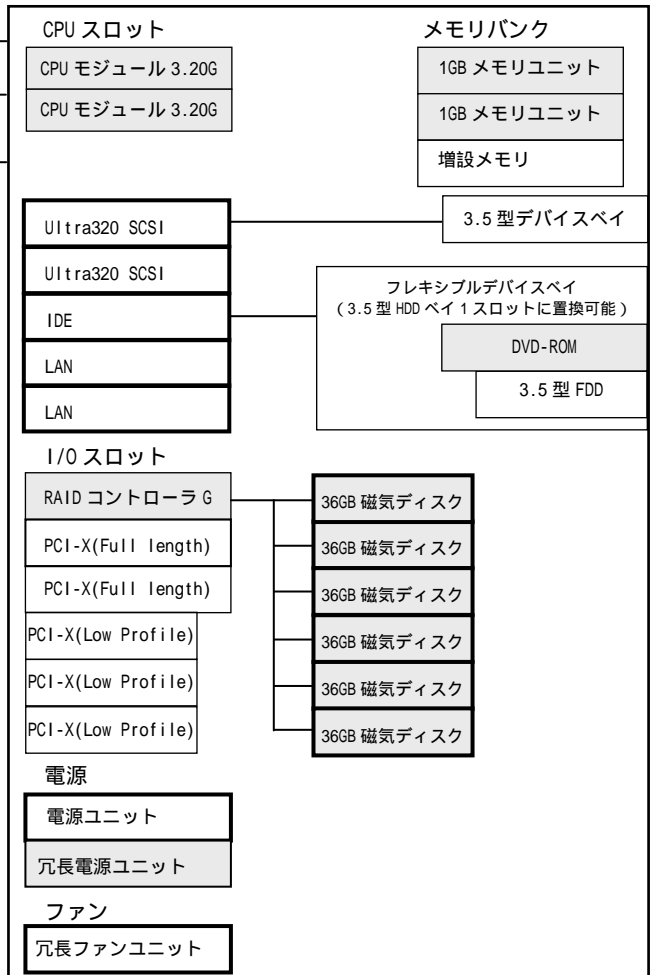 CPU スロット
CPU モジュール 3.20G
CPU モジュール 3.20G
メモリバンク
1GB メモリユニット
1GB メモリユニット
増設メモリ
Ultra320 SCSI
Ultra320 SCSI
IDE
LAN
LAN
3.5 型デバイスベイ
フレキシブルデバイスベイ
(3.5 型 HDD ベイ 1 スロットに置換可能)
DVD-ROM
3.5 型 FDD
I/O スロット
RAID コントローラ G
PCI-X(Full length)
PCI-X(Full length)
PCI-X(Low Profile)
PCI-X(Low Profile)
PCI-X(Low Profile)
36GB 磁気ディスク
36GB 磁気ディスク
36GB 磁気ディスク
36GB 磁気ディスク
36GB 磁気ディスク
36GB 磁気ディスク
電源
電源ユニット
冗長電源ユニット
ファン
冗長ファンユニット